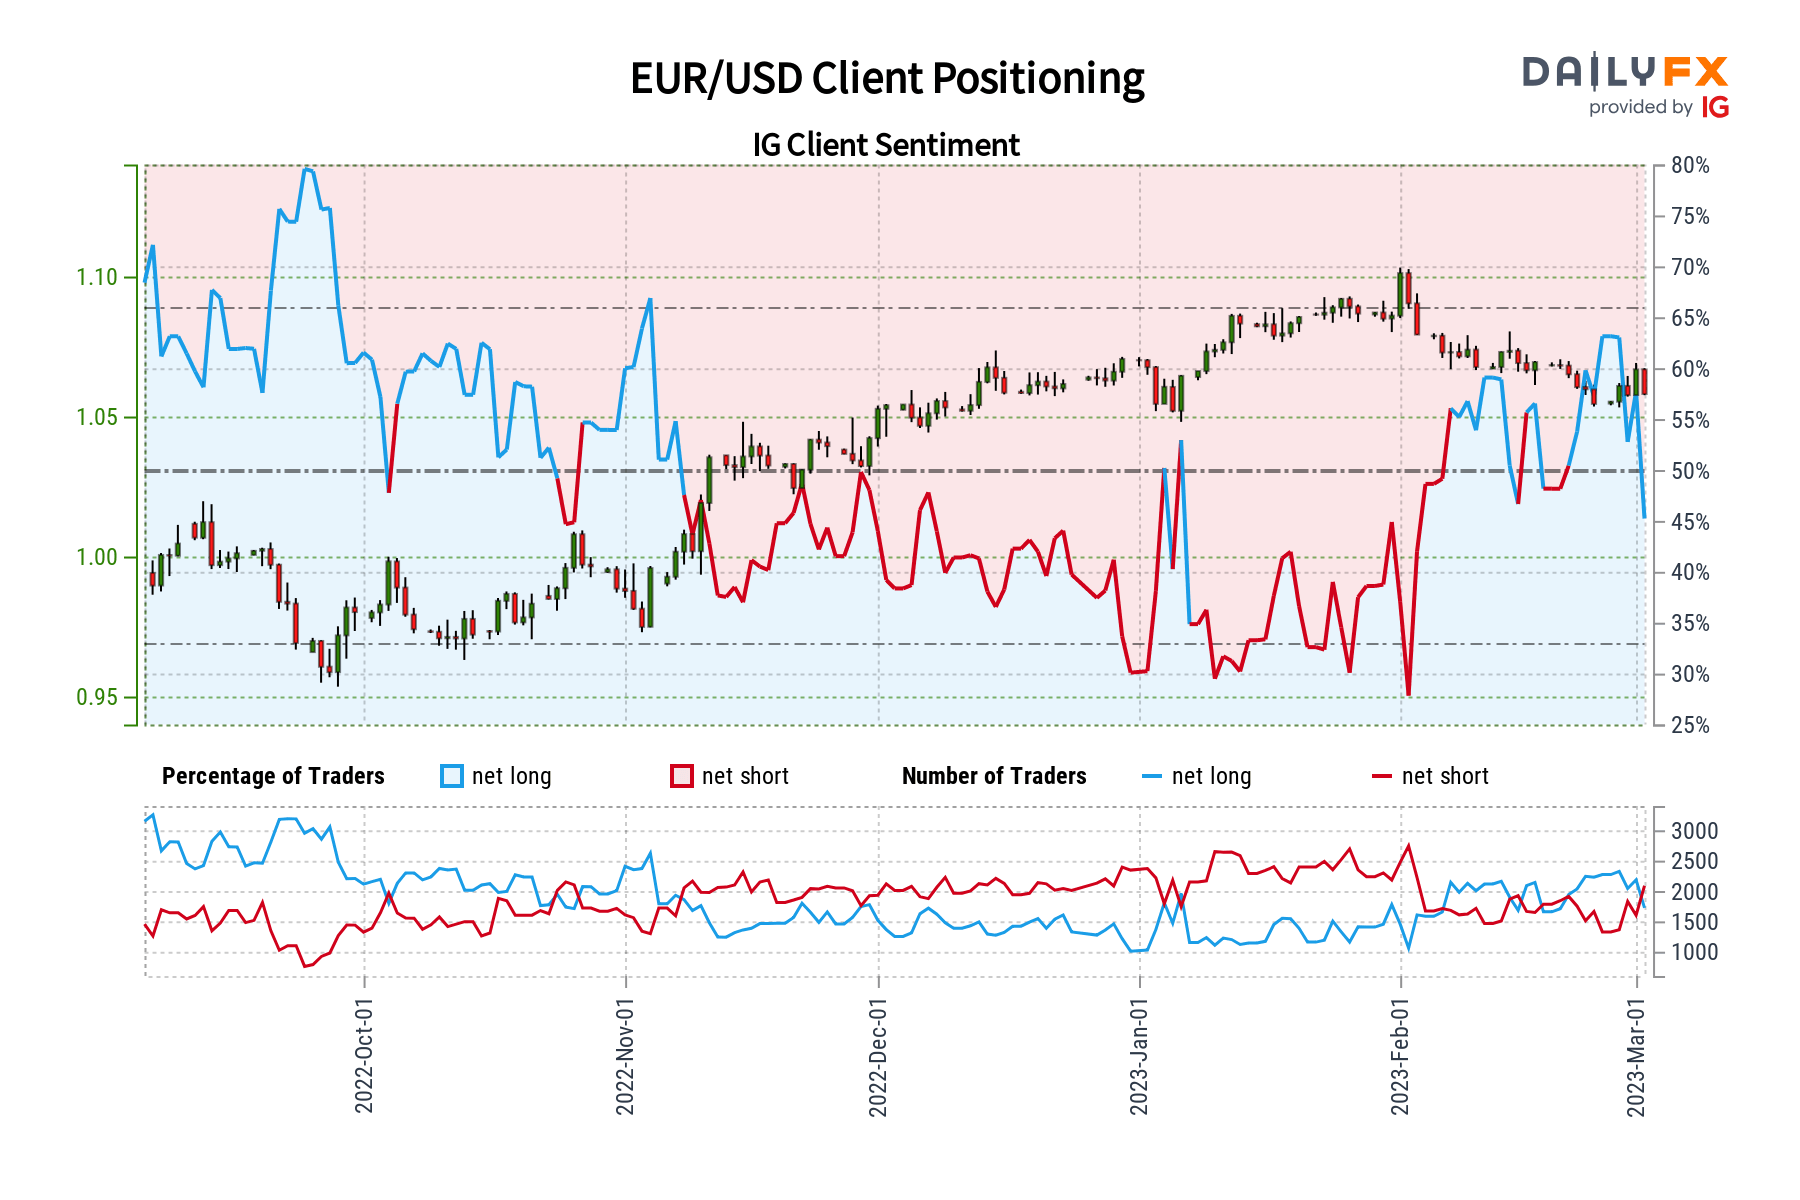 EUR/USD Client Positioning
DAILYFX
provided by IG
IG Client Sentiment
1.10
1.05
1.00
0.95
80%
75%
70%
65%
60%
55%
50%
45%
40%
35%
30%
25%
Percentage of Traders net long net short Number of Traders net long net short
3000
2500
2000
1500
1000
2022-Oct-01
2022-Nov-01
2022-Dec-01
2023-Jan-01
2023-Feb-01
2023-Mar-01